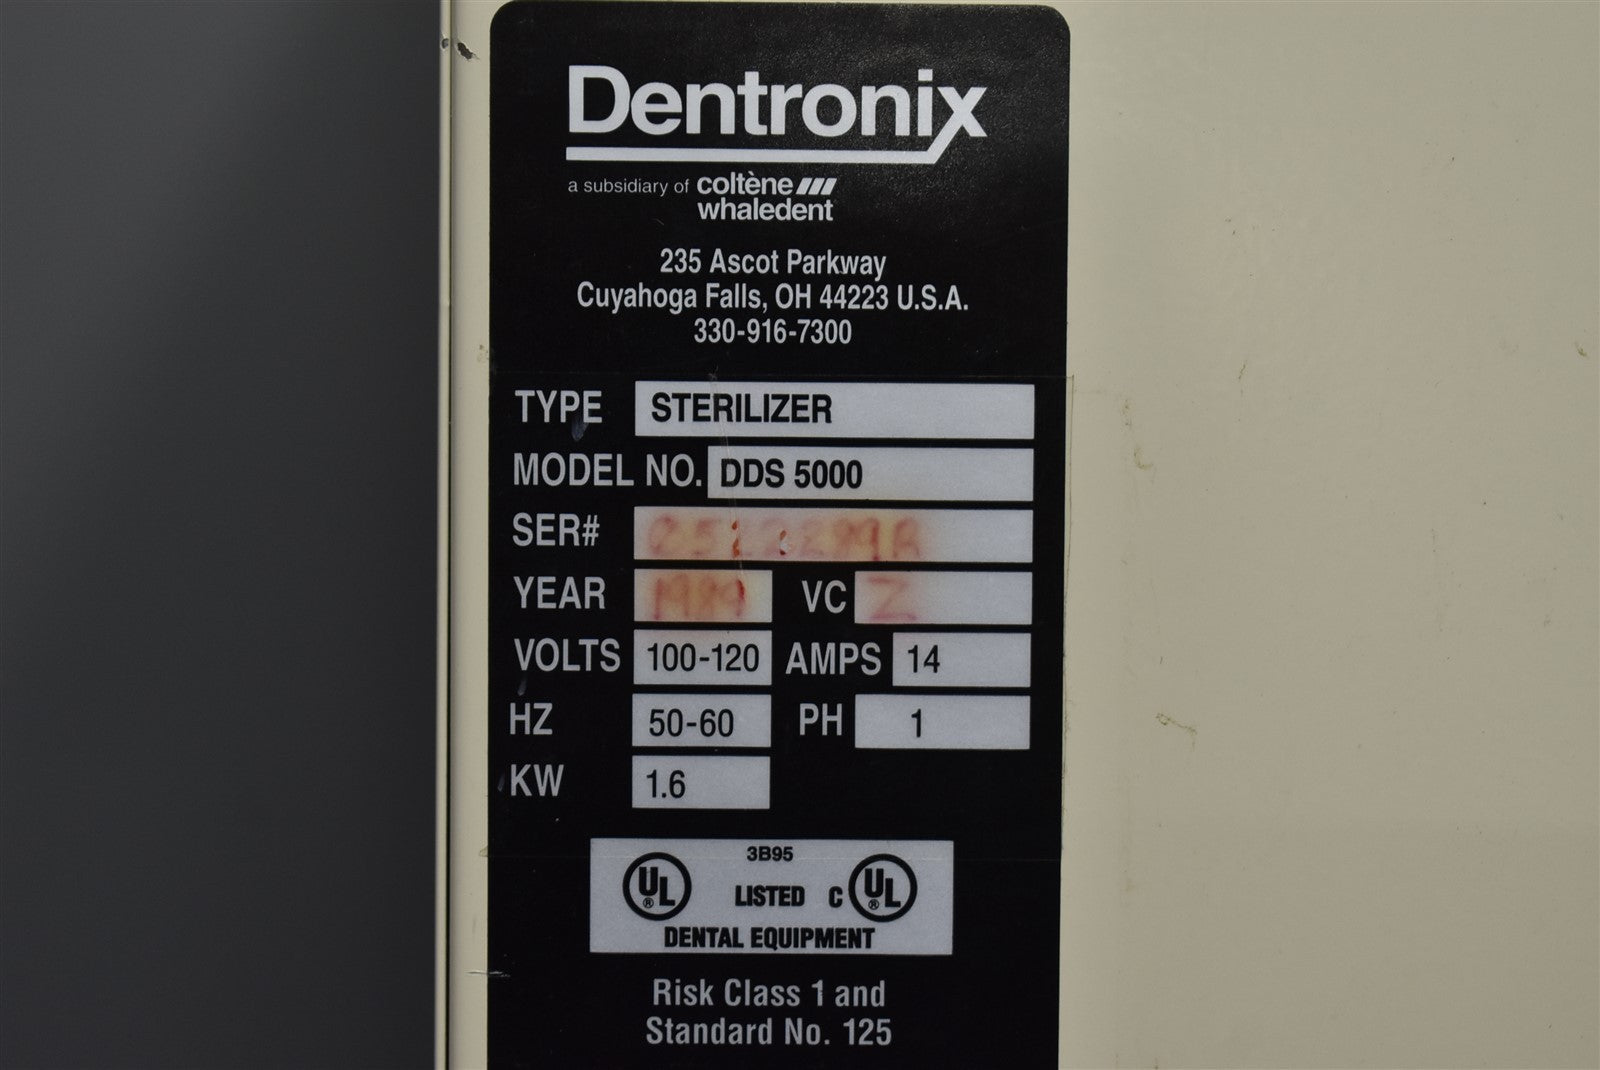 Dentronix
a subsidiary of coltène
whaledent
235 Ascot Parkway
Cuyahoga Falls, OH 44223 U.S.A.
330-916-7300
TYPE STERILIZER
MODEL NO. DDS 5000
SER#
YEAR VC Z
VOLTS 100-120 AMPS 14
HZ 50-60 PH 1
KW 1.6
3B95
UL ® LISTED C UL ®
DENTAL EQUIPMENT
Risk Class 1 and
Standard No. 125